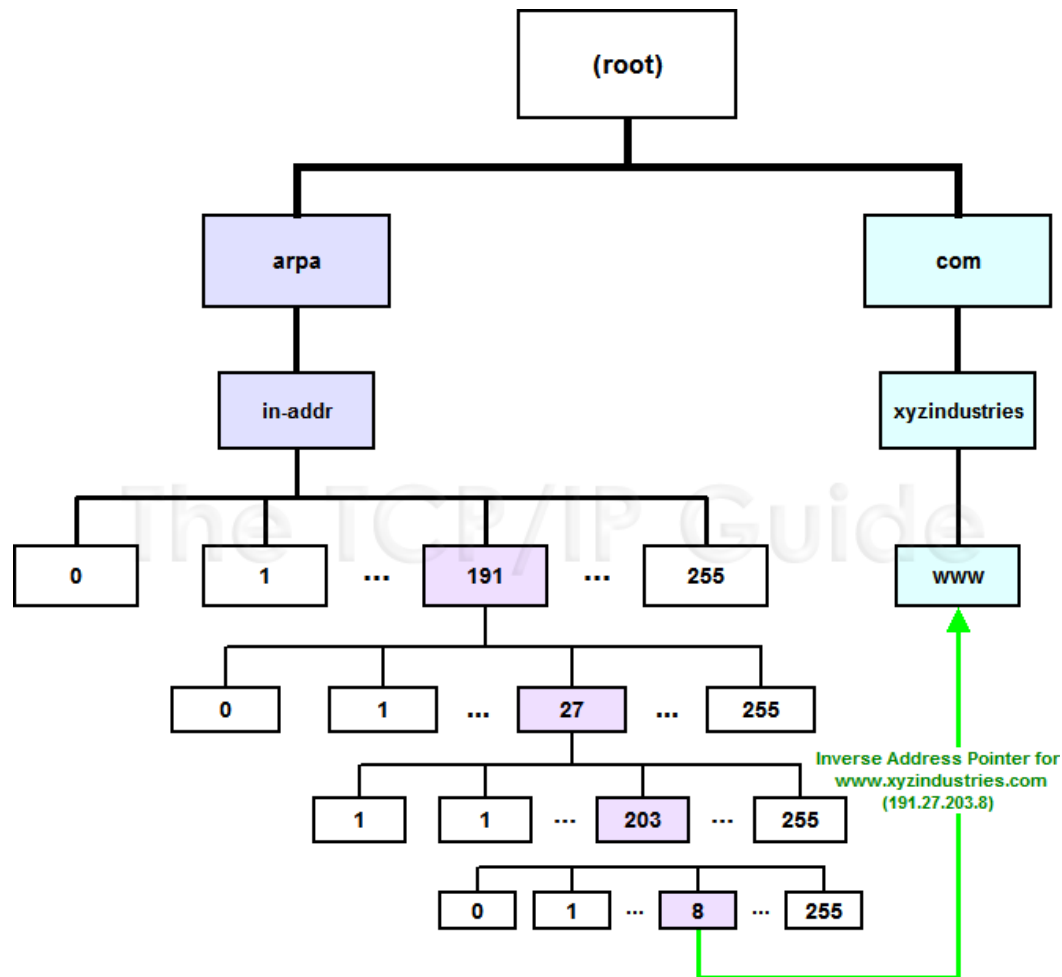 (root)
arpa com
in-addr xyzindustries
The TCP/IP Guide
0 1 ... 191 ... 255 www
0 1 ... 27 ... 255
Inverse Address Pointer for
www.xyzindustries.com
(191.27.203.8)
1 1 ... 203 ... 255
0 1 ... 8 ... 255